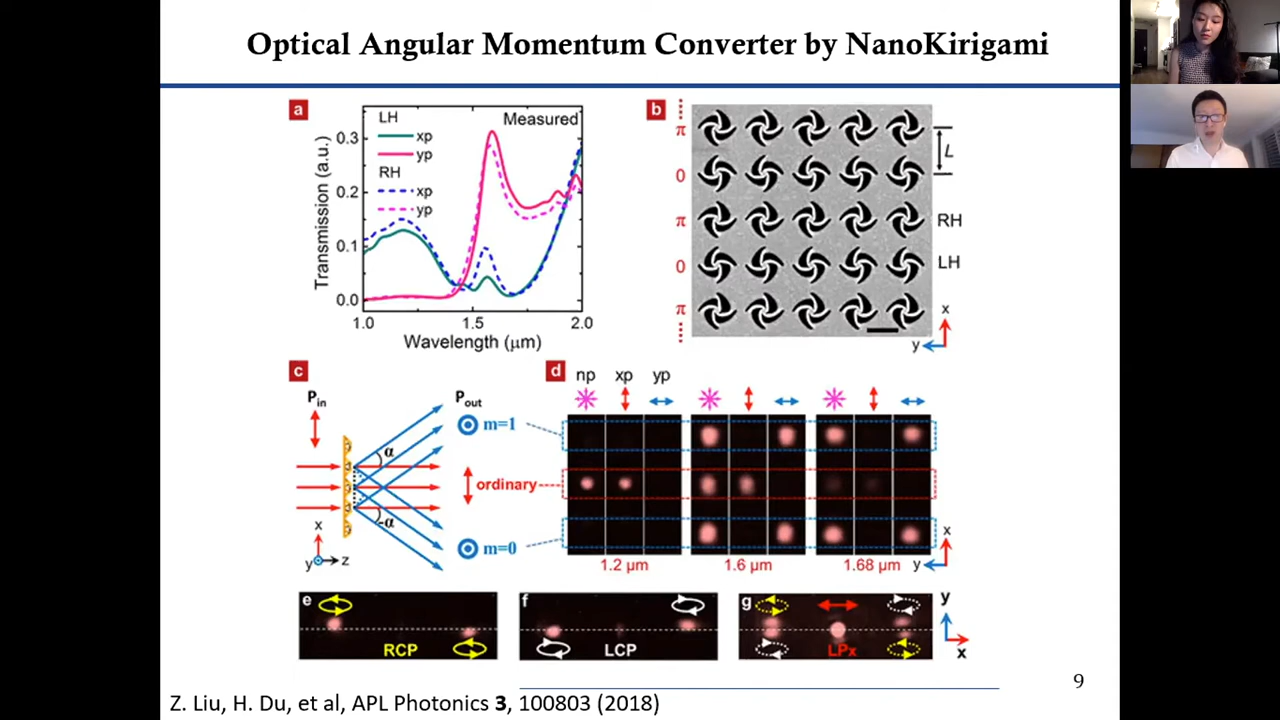 Optical Angular Momentum Converter by NanoKirigami
a
LH
xp
yp
RH
xp
yp
Measured
Transmission (a.u.)
0.3
0.2
0.1
0.0
1.0
1.5
2.0
Wavelength (μm)
b
π
0
π
0
π
L
RH
LH
x
y
c
Pin
Pout
m=1
α
ordinary
-α
m=0
x
y
z
d
np
xp
yp
1.2 μm
1.6 μm
1.68 μm
x
y
e
RCP
f
LCP
g
LPx
y
x
9
Z. Liu, H. Du, et al, APL Photonics 3, 100803 (2018)